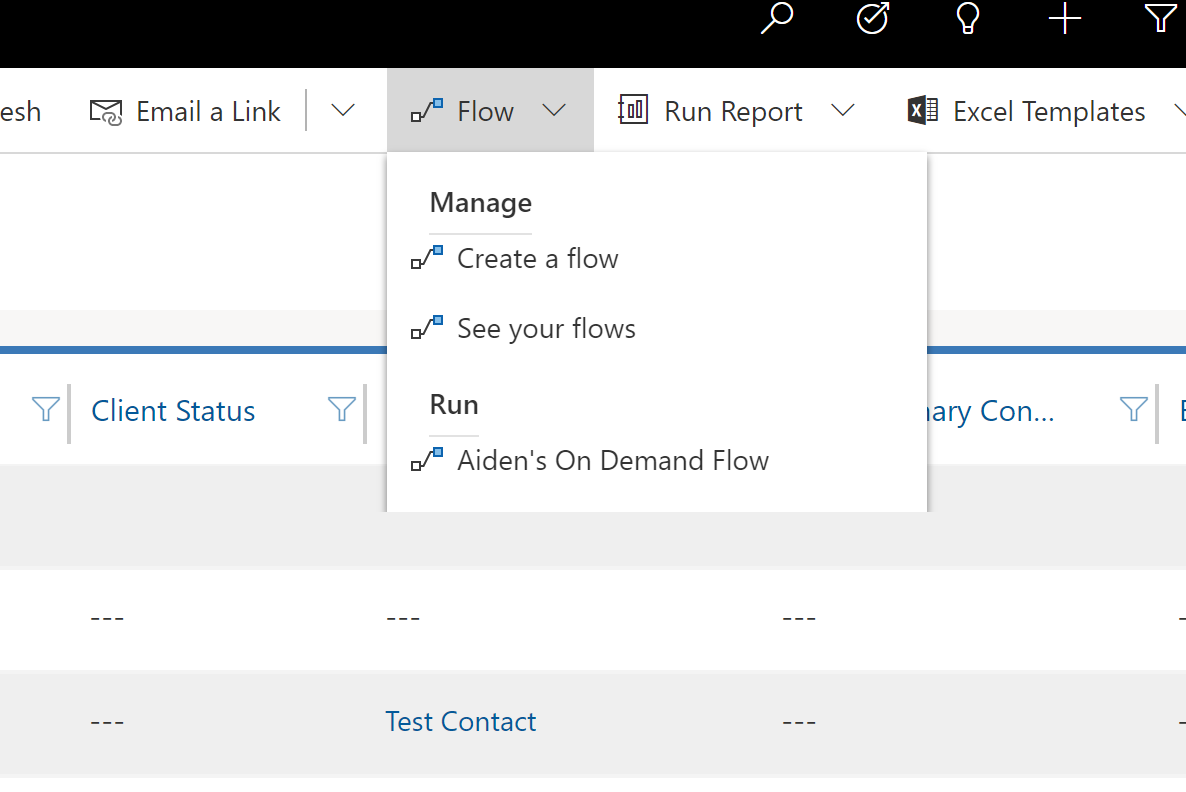 esh Email a Link Flow Run Report Excel Templates
Manage
Create a flow
See your flows
Run
Client Status ary Con...
Aiden's On Demand Flow
--- --- ---
--- Test Contact ---